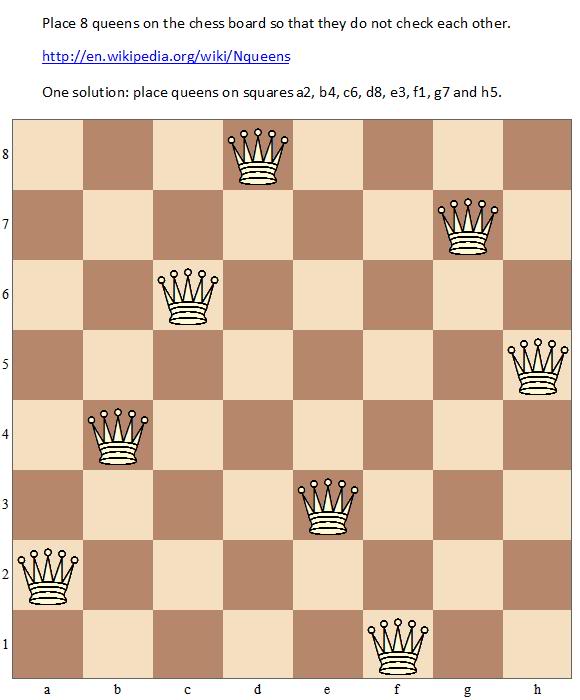 Place 8 queens on the chess board so that they do not check each other.
http://en.wikipedia.org/wiki/Nqueens
One solution: place queens on squares a2, b4, c6, d8, e3, f1, g7 and h5.
8
7
6
5
4
3
2
1
a b c d e f g h